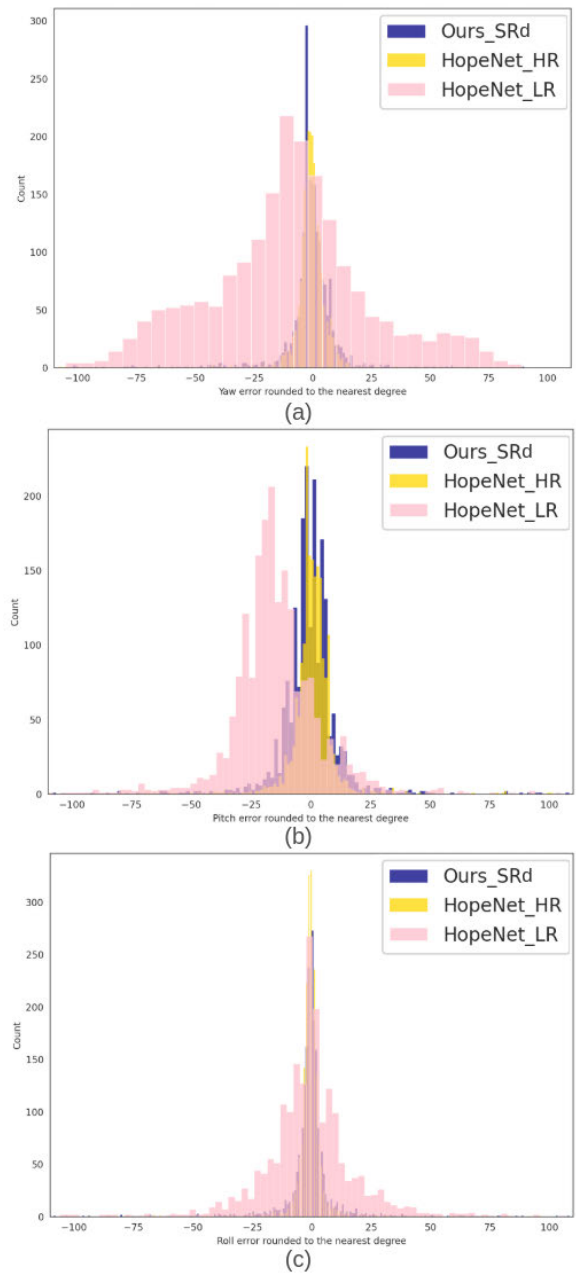 300
250
200
150
100
50
0
Count
Ours_SRd
HopeNet_HR
HopeNet_LR
−100 −75 −50 −25 0 25 50 75 100
Yaw error rounded to the nearest degree
(a)
200
150
100
50
0
Count
Ours_SRd
HopeNet_HR
HopeNet_LR
−100 −75 −50 −25 0 25 50 75 100
Pitch error rounded to the nearest degree
(b)
300
250
200
150
100
50
0
Count
Ours_SRd
HopeNet_HR
HopeNet_LR
−100 −75 −50 −25 0 25 50 75 100
Roll error rounded to the nearest degree
(c)